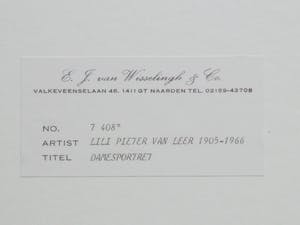 E. J. van Wisselingh & Co.
VALKEVEENSELAAN 46, 1411 GT NAARDEN TEL. 02159-43708
NO. 7 408"
ARTIST LILI PIETER VAN LEER 1905-1966
TITEL DAMESPORTRET